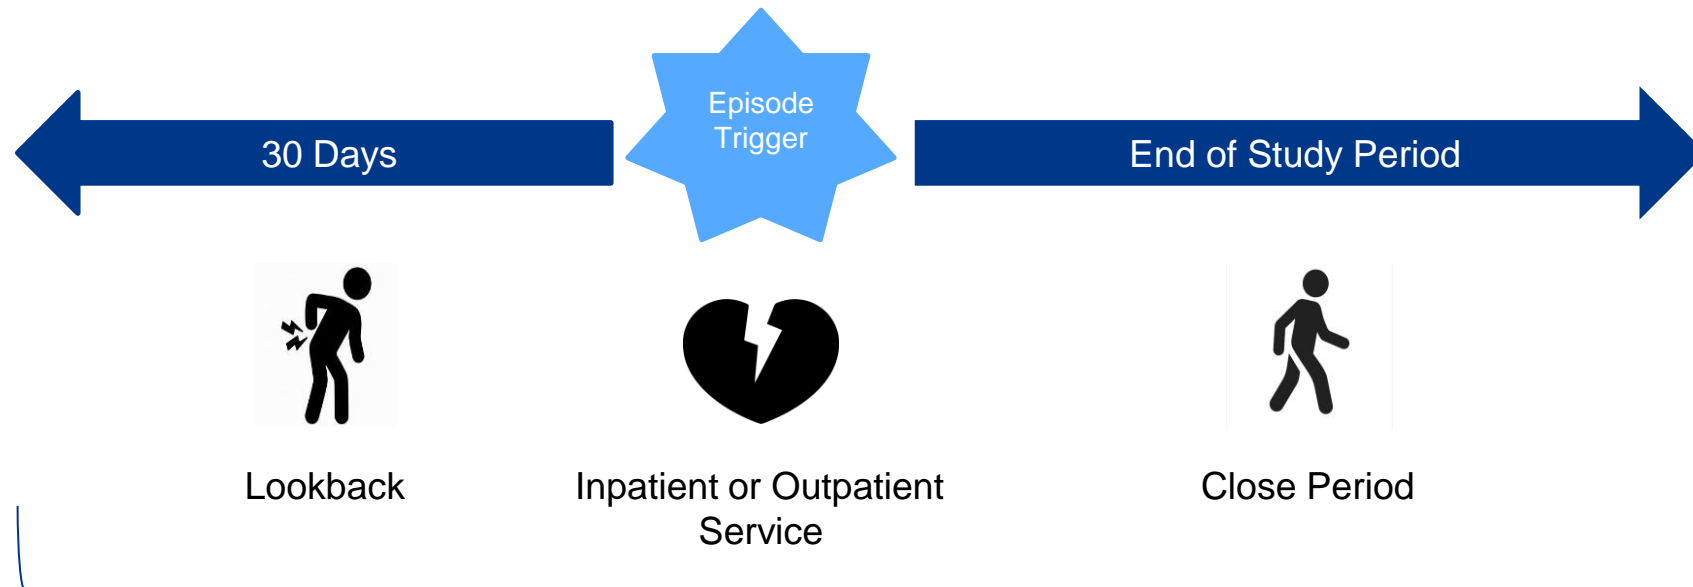 Episode
Trigger
30 Days
End of Study Period
Lookback
Inpatient or Outpatient
Service
Close Period